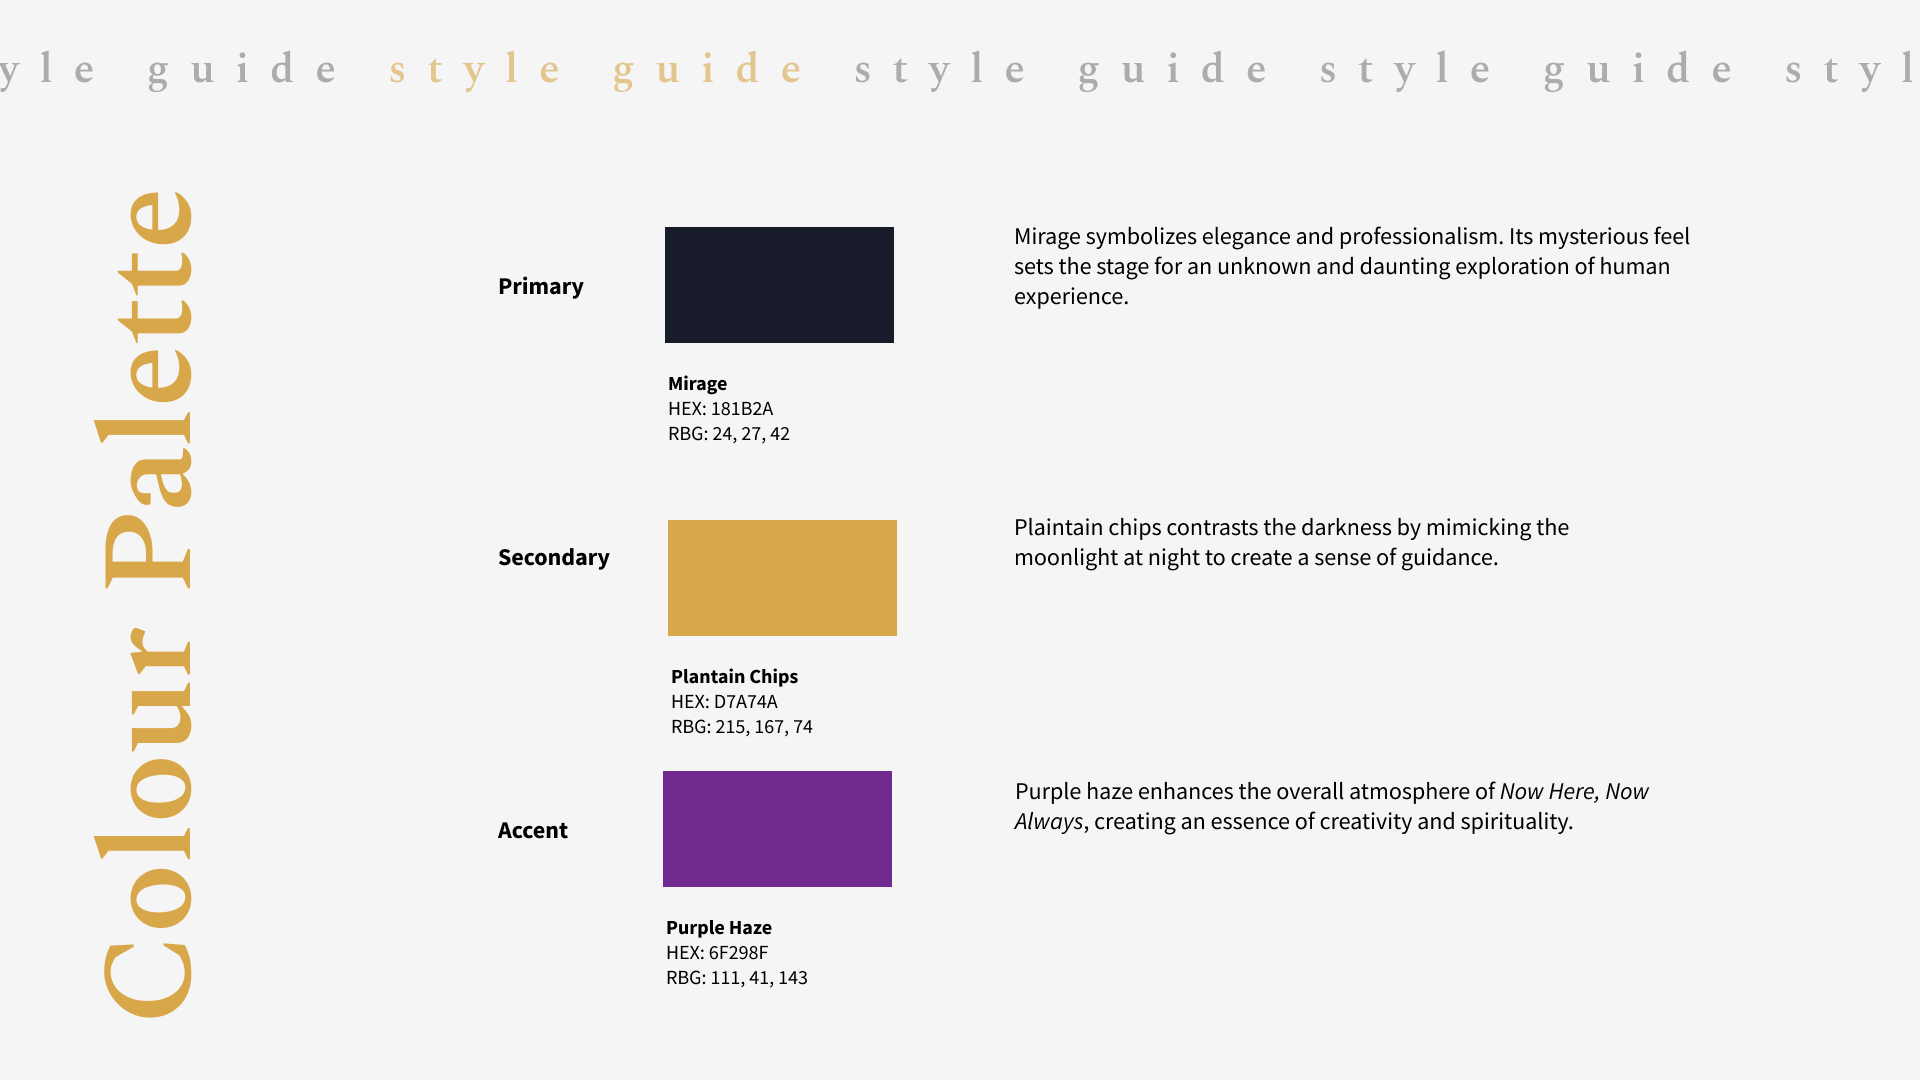 yle guide style guide style guide style guide styl
Colour Palette
Primary
Mirage
HEX: 181B2A
RBG: 24, 27, 42
Mirage symbolizes elegance and professionalism. Its mysterious feel
sets the stage for an unknown and daunting exploration of human
experience.
Secondary
Plantain Chips
HEX: D7A74A
RBG: 215, 167, 74
Plaintain chips contrasts the darkness by mimicking the
moonlight at night to create a sense of guidance.
Accent
Purple Haze
HEX: 6F298F
RBG: 111, 41, 143
Purple haze enhances the overall atmosphere of Now Here, Now
Always, creating an essence of creativity and spirituality.